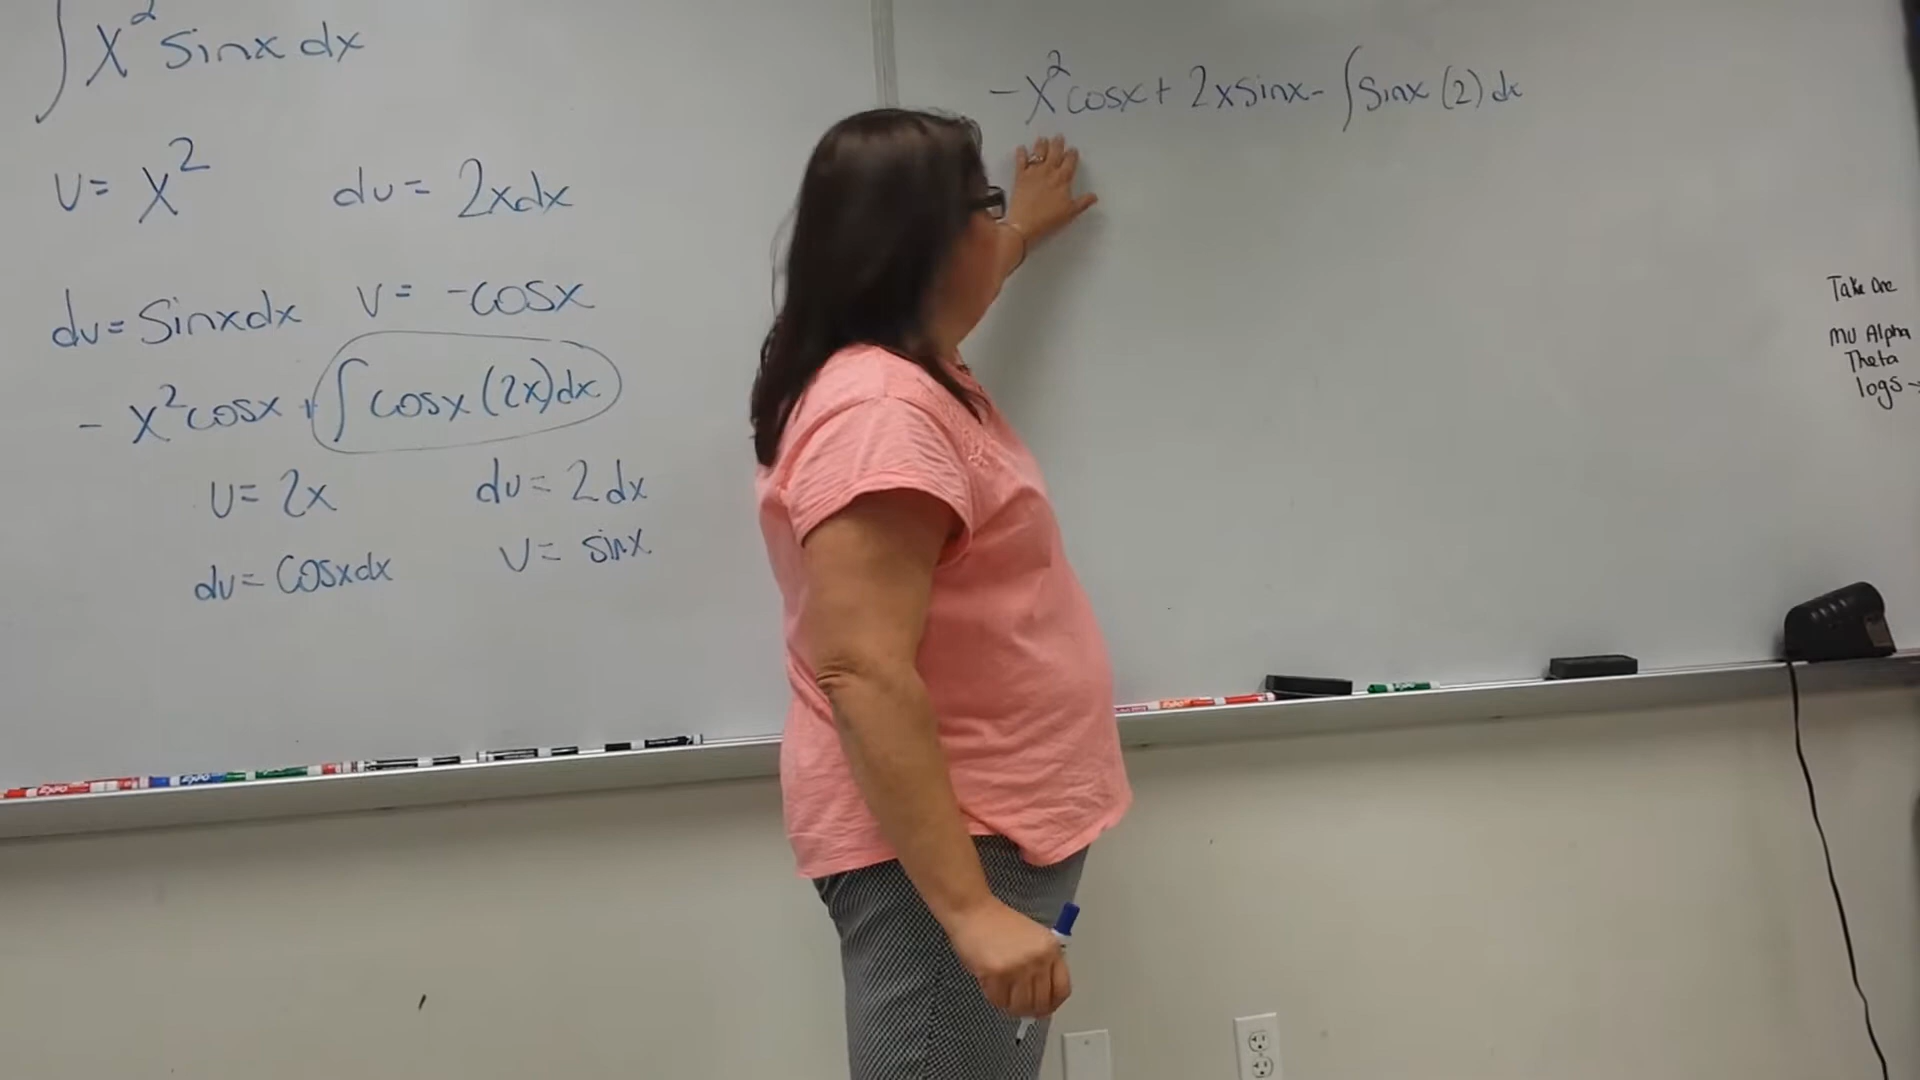 ∫x² sinx dx
u = x² du = 2xdx
dv = sinxdx v = -cosx
- x²cosx + ∫cosx (2x)dx
u = 2x du = 2dx
dv = cosxdx v = sinx
-x²cosx + 2xsinx - ∫sinx (2) dx
Take One
MU Alpha
Theta
logs →